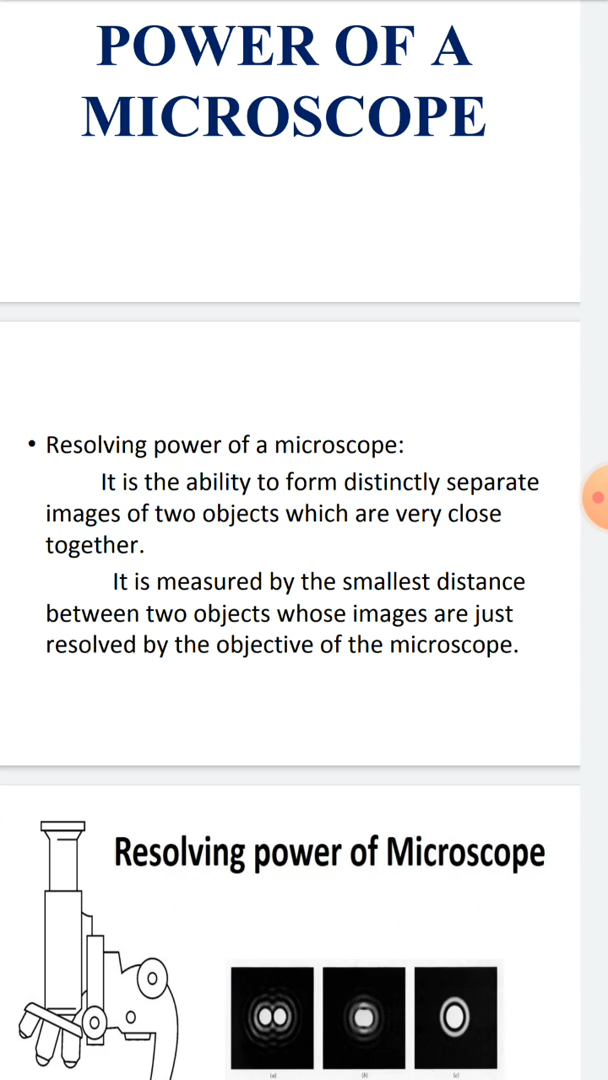 POWER OF A
MICROSCOPE
• Resolving power of a microscope:
It is the ability to form distinctly separate
images of two objects which are very close
together.
It is measured by the smallest distance
between two objects whose images are just
resolved by the objective of the microscope.
Resolving power of Microscope
(a) (b) (c)